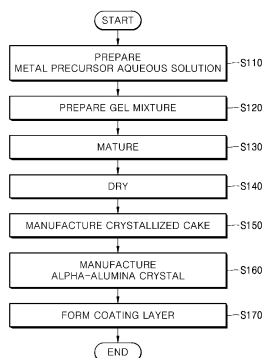 START
PREPARE
METAL PRECURSOR AQUEOUS SOLUTION
S110
PREPARE GEL MIXTURE
S120
MATURE
S130
DRY
S140
MANUFACTURE CRYSTALLIZED CAKE
S150
MANUFACTURE
ALPHA-ALUMINA CRYSTAL
S160
FORM COATING LAYER
S170
END